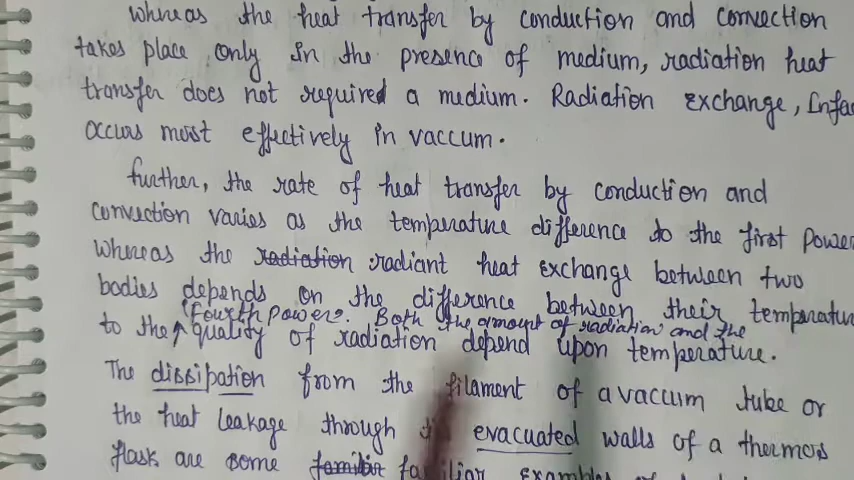 whereas the heat transfer by conduction and convection
takes place only in the presence of medium, radiation heat
transfer does not required a medium. Radiation exchange, Infac
occurs most effectively in vaccum.
further, the rate of heat transfer by conduction and
convection varies as the temperature difference to the first power
whereas the radiation radiant heat exchange between two
bodies depends on the difference between their temperatur
(Fourth power. Both the amount of radiation and the
to the quality of radiation depend upon temperature.
The dissipation from the filament of a vaccum tube or
the heat leakage through evacuated walls of a thermos
flask are some familiar examples of